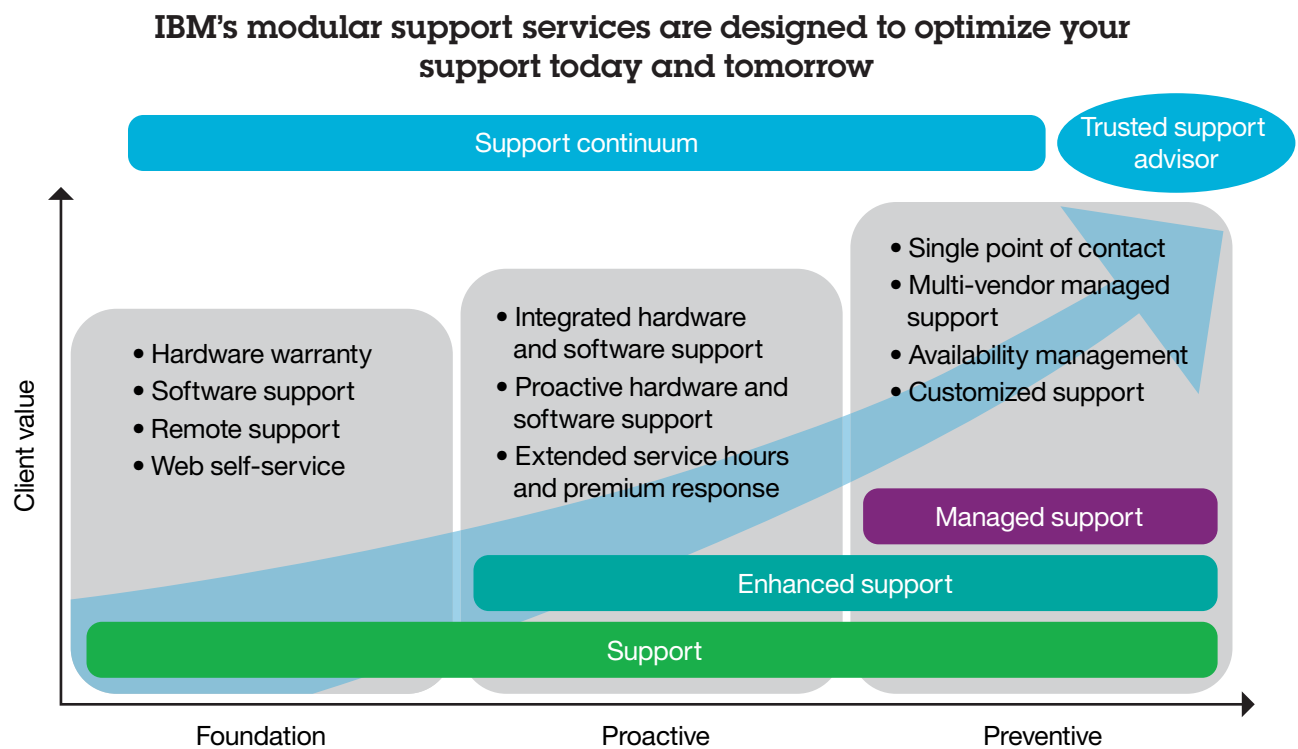 IBM's modular support services are designed to optimize your
support today and tomorrow
Support continuum
Trusted support
advisor
Client value
• Hardware warranty
• Software support
• Remote support
• Web self-service
• Integrated hardware
and software support
• Proactive hardware and
software support
• Extended service hours
and premium response
• Single point of contact
• Multi-vendor managed
support
• Availability management
• Customized support
Managed support
Enhanced support
Support
Foundation
Proactive
Preventive